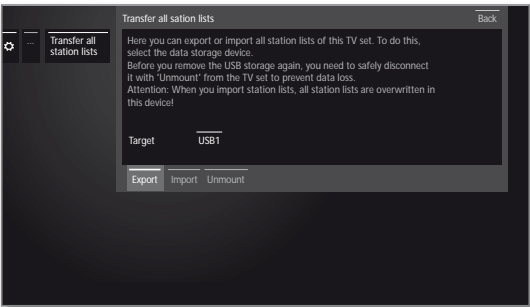 Transfer all sation lists
Back
...
Transfer all
station lists
Here you can export or import all station lists of this TV set. To do this,
select the data storage device.
Before you remove the USB storage again, you need to safely disconnect
it with "Unmount" from the TV set to prevent data loss.
Attention: When you import station lists, all station lists are overwritten in
this device!
Target USB1
Export Import Unmount